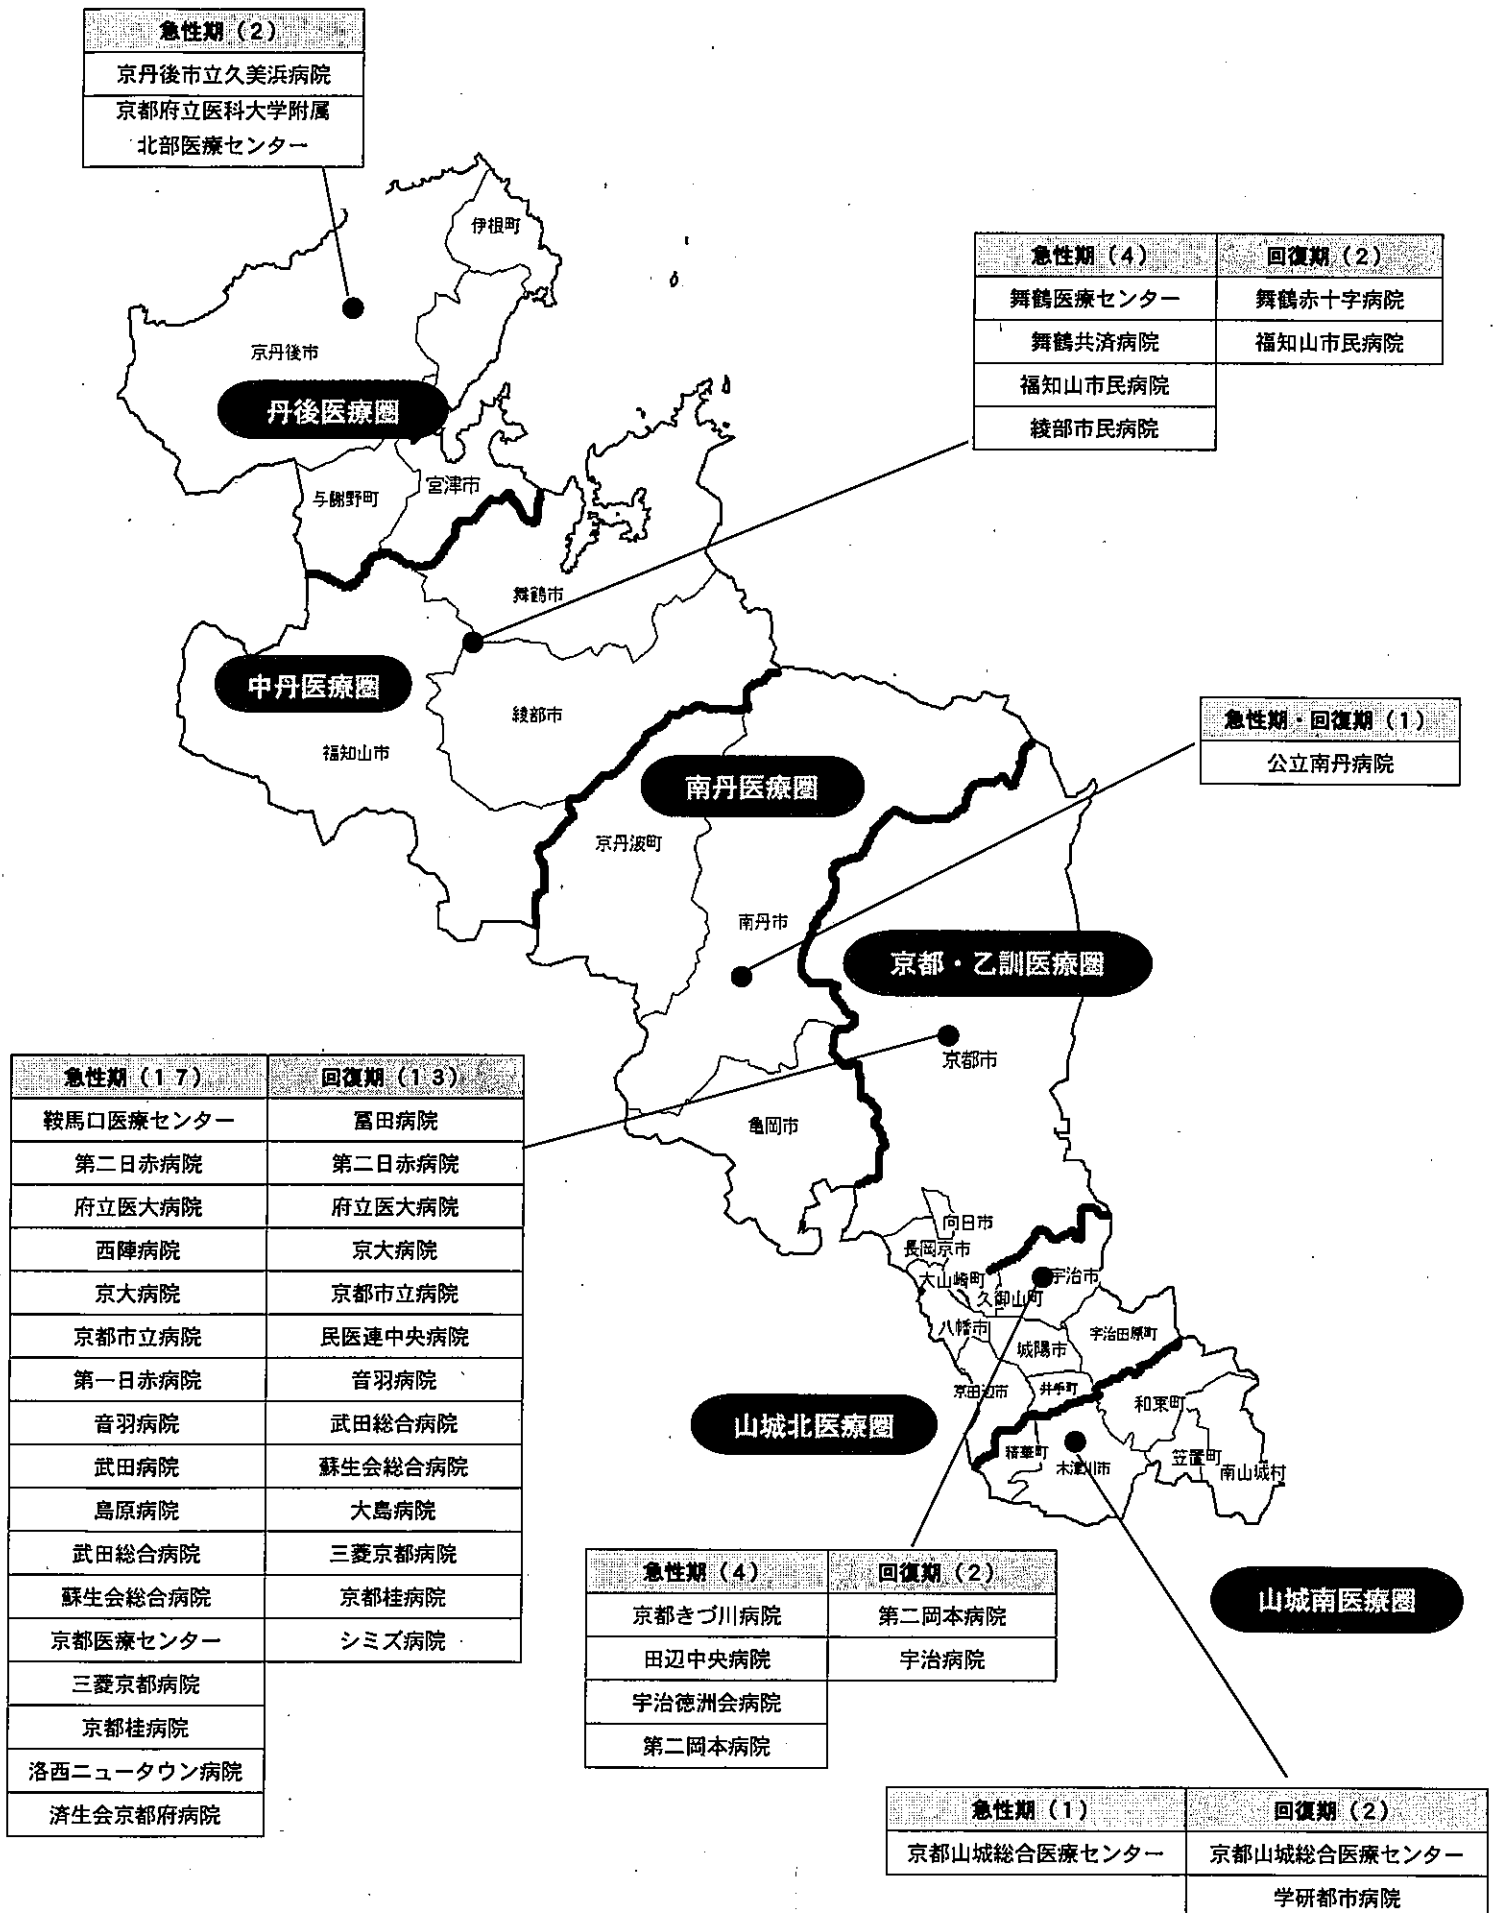 急性期（2）
京丹後市立久美浜病院
京都府立医科大学附属
北部医療センター
伊根町
京丹後市
丹後医療圏
与謝野町
宮津市
急性期（4） 回復期（2）
舞鶴医療センター 舞鶴赤十字病院
舞鶴共済病院 福知山市民病院
福知山市民病院
綾部市民病院
舞鶴市
中丹医療圏
綾部市
福知山市
急性期・回復期（1）
公立南丹病院
南丹医療圏
京丹波町
南丹市
京都・乙訓医療圏
京都市
亀岡市
急性期（17） 回復期（13）
鞍馬口医療センター 冨田病院
第二日赤病院 第二日赤病院
府立医大病院 府立医大病院
西陣病院 京大病院
京大病院 京都市立病院
京都市立病院 民医連中央病院
第一日赤病院 音羽病院
音羽病院 武田総合病院
武田病院 蘇生会総合病院
島原病院 大島病院
武田総合病院 三菱京都病院
蘇生会総合病院 京都桂病院
京都医療センター シミズ病院
三菱京都病院
京都桂病院
洛西ニュータウン病院
済生会京都府病院
向日市
長岡京市
大山崎町
宇治市
久御山町
八幡市
宇治田原町
城陽市
京田辺市
井手町
和束町
山城北医療圏
精華町
木津川市
笠置町
南山城村
急性期（4） 回復期（2）
京都きづ川病院 第二岡本病院
田辺中央病院 宇治病院
宇治徳洲会病院
第二岡本病院
山城南医療圏
急性期（1） 回復期（2）
京都山城総合医療センター 京都山城総合医療センター
学研都市病院